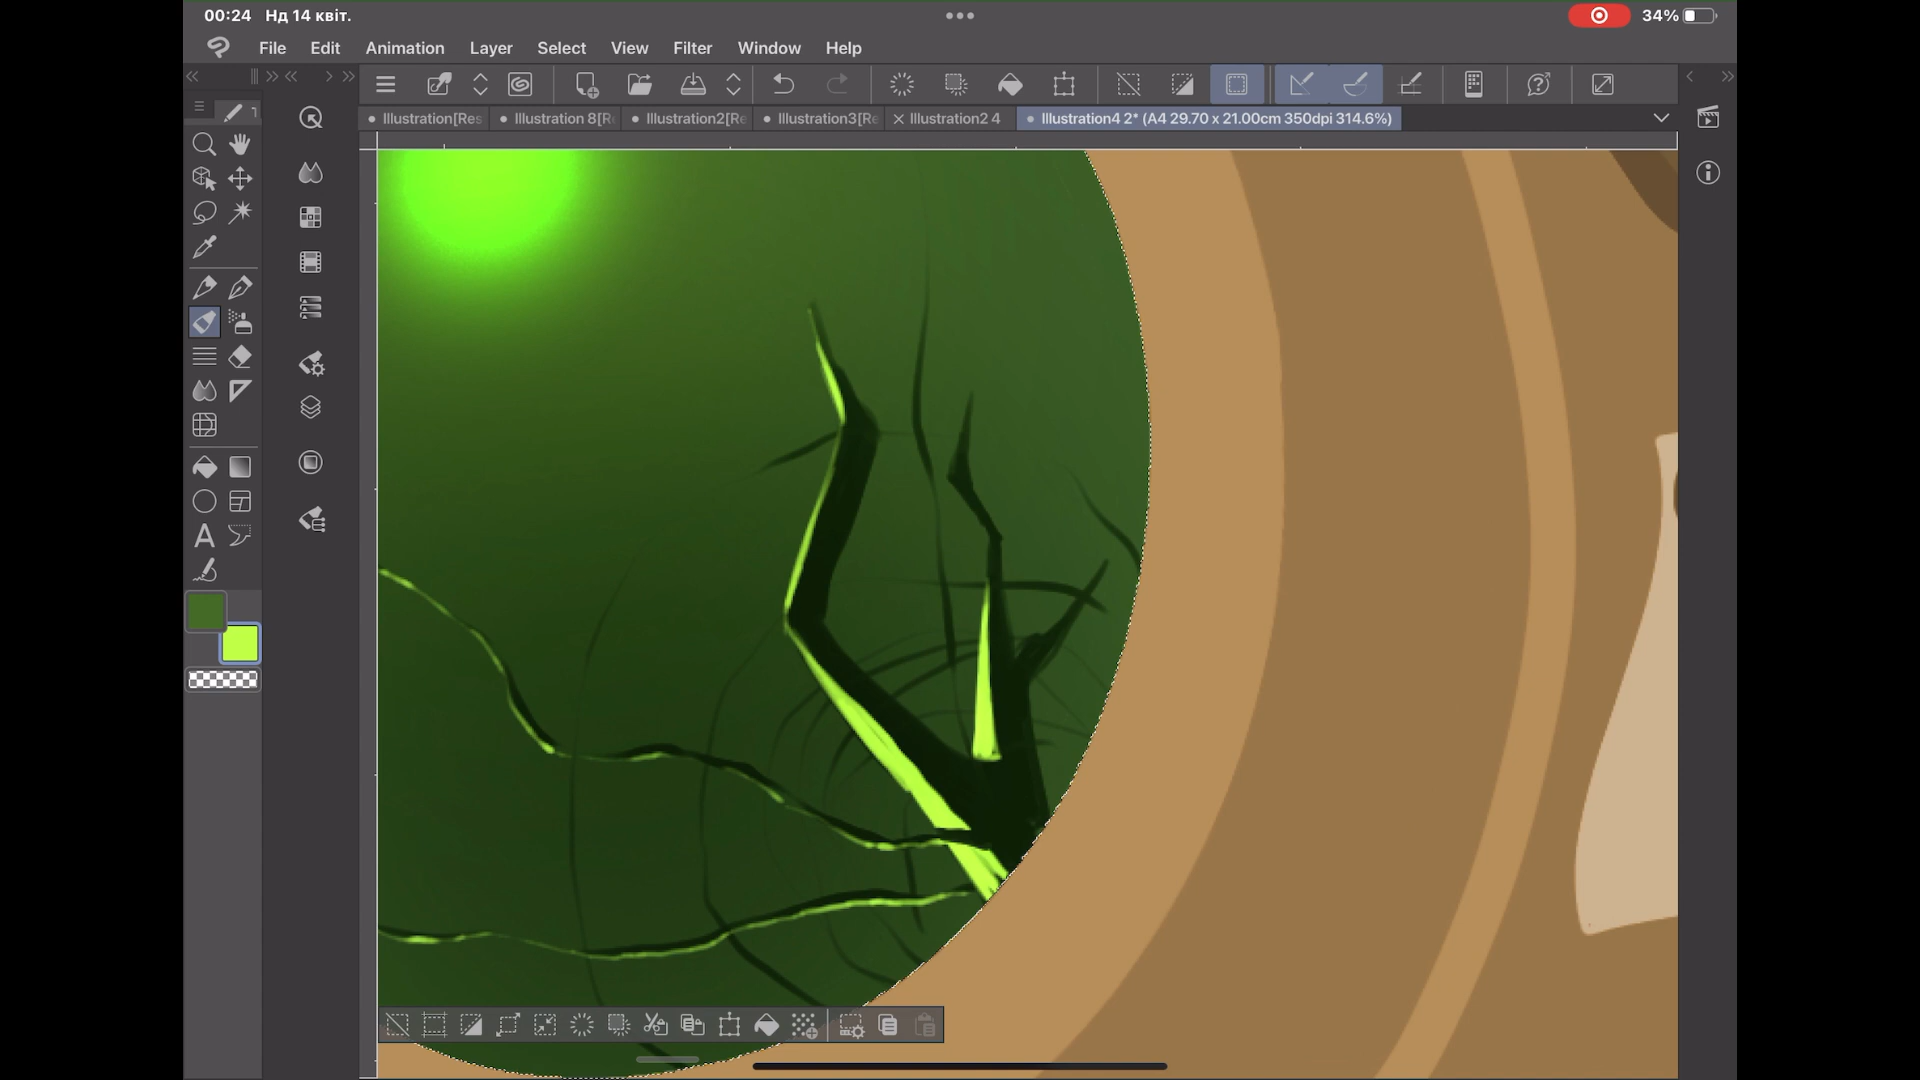 00:24 Нд 14 квіт.
34%
File Edit Animation Layer Select View Filter Window Help
Illustration[Res Illustration 8[Re Illustration2[Re Illustration3[Re Illustration2 4 Illustration4 2* (A4 29.70 x 21.00cm 350dpi 314.6%)